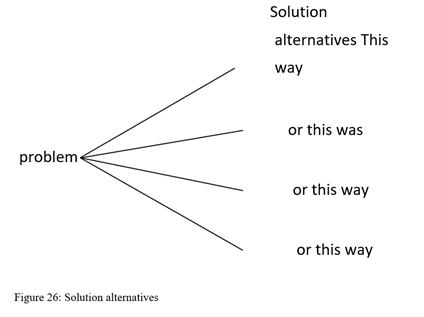 Solution
alternatives This
way
or this was
problem
or this way
or this way
Figure 26: Solution alternatives